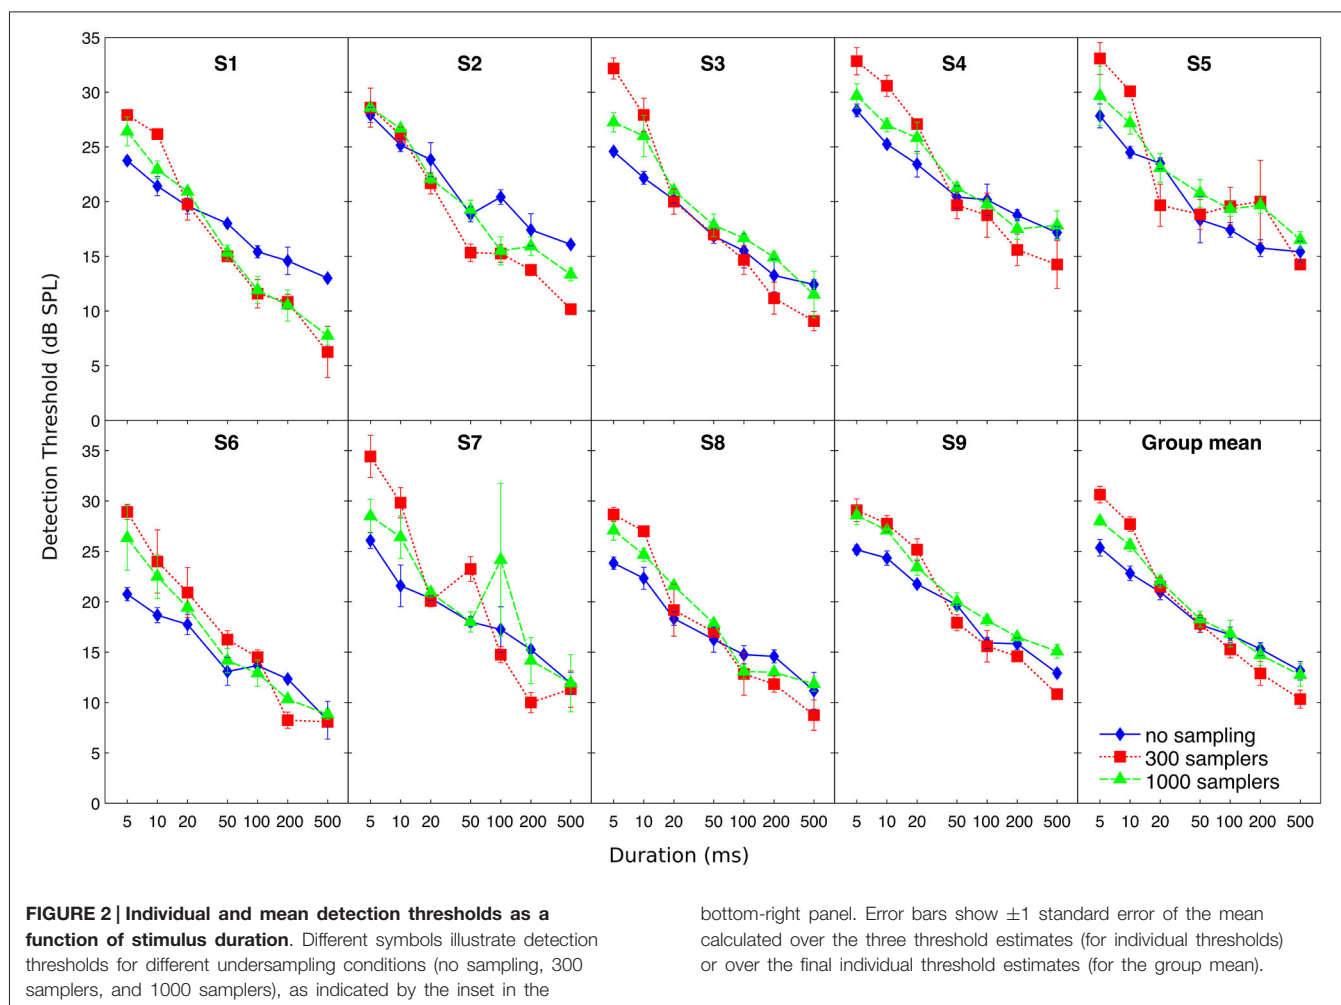 35
30
25
20
15
10
5
0
S1
S2
S3
S4
S5
Detection Threshold (dB SPL)
35
30
25
20
15
10
5
0
S6
S7
S8
S9
Group mean
no sampling
300 samplers
1000 samplers
5 10 20 50 100 200 500
5 10 20 50 100 200 500
5 10 20 50 100 200 500
5 10 20 50 100 200 500
5 10 20 50 100 200 500
Duration (ms)
FIGURE 2 | Individual and mean detection thresholds as a
function of stimulus duration. Different symbols illustrate detection
thresholds for different undersampling conditions (no sampling, 300
samplers, and 1000 samplers), as indicated by the inset in the
bottom-right panel. Error bars show ±1 standard error of the mean
calculated over the three threshold estimates (for individual thresholds)
or over the final individual threshold estimates (for the group mean).